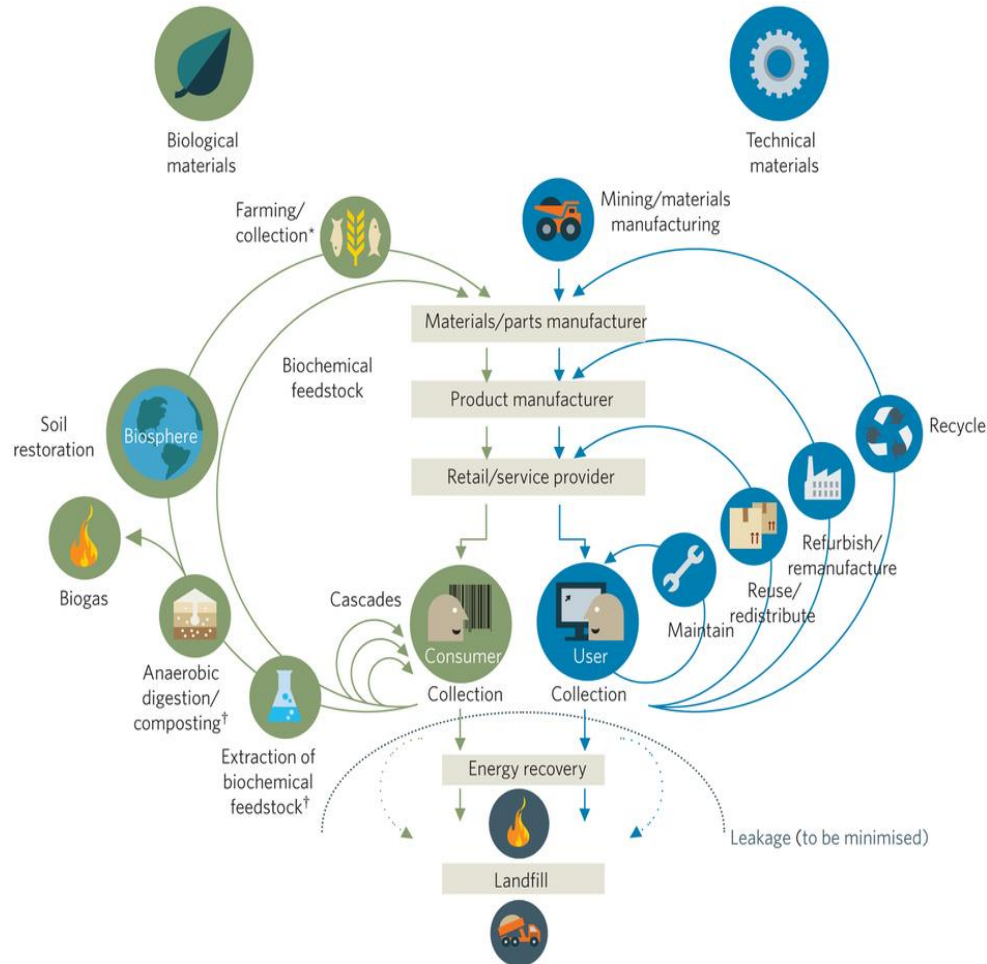 Biological
materials
Technical
materials
Farming/
collection*
Mining/materials
manufacturing
Materials/parts manufacturer
Biochemical
feedstock
Product manufacturer
Soil
restoration
Biosphere
Recycle
Retail/service provider
Refurbish/
remanufacture
Biogas
Reuse/
redistribute
Cascades
Maintain
Consumer
User
Anaerobic
digestion/
composting†
Collection
Collection
Extraction of
biochemical
feedstock†
Energy recovery
Leakage (to be minimised)
Landfill